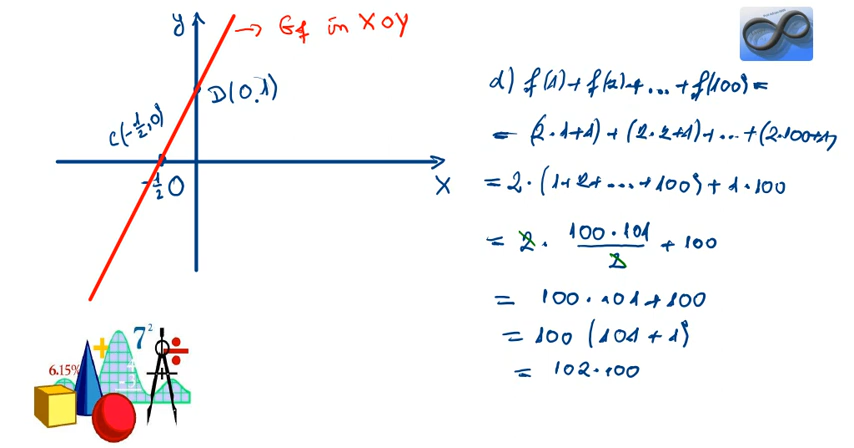 y
→ Gf în XOY
D(0,1)
C(-1/2,0)
-1/2 O
X
7²
6.15%
d) f(1)+f(2)+...+f(100)=
= (2·1+1)+(2·2+1)+...+(2·100+1)
= 2·(1+2+...+100)+1·100
= 2· 100·101/2 +100
= 100·101+100
= 100 (101+1)
= 102·100